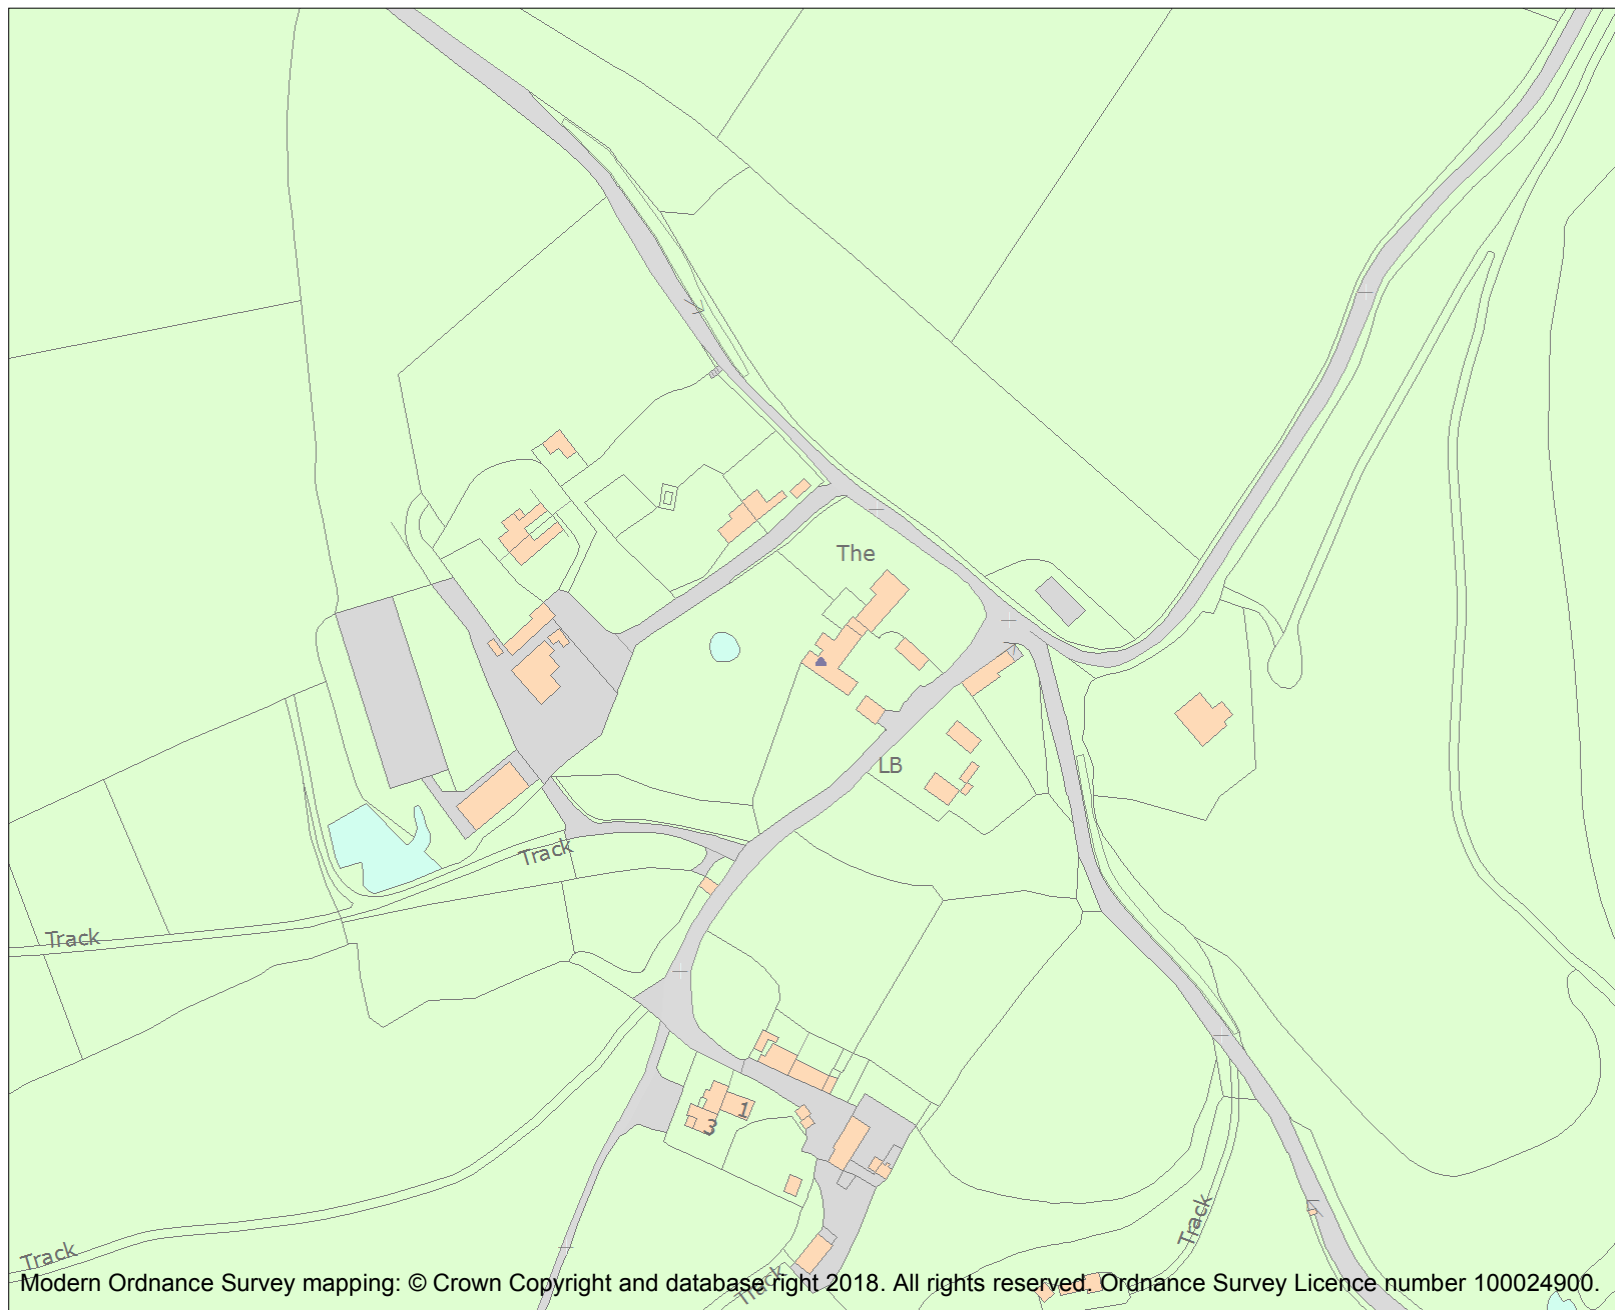 The
LB
Track
Track
1
3
Track
Track
Track
Modern Ordnance Survey mapping: © Crown Copyright and database right 2018. All rights reserved. Ordnance Survey Licence number 100024900.